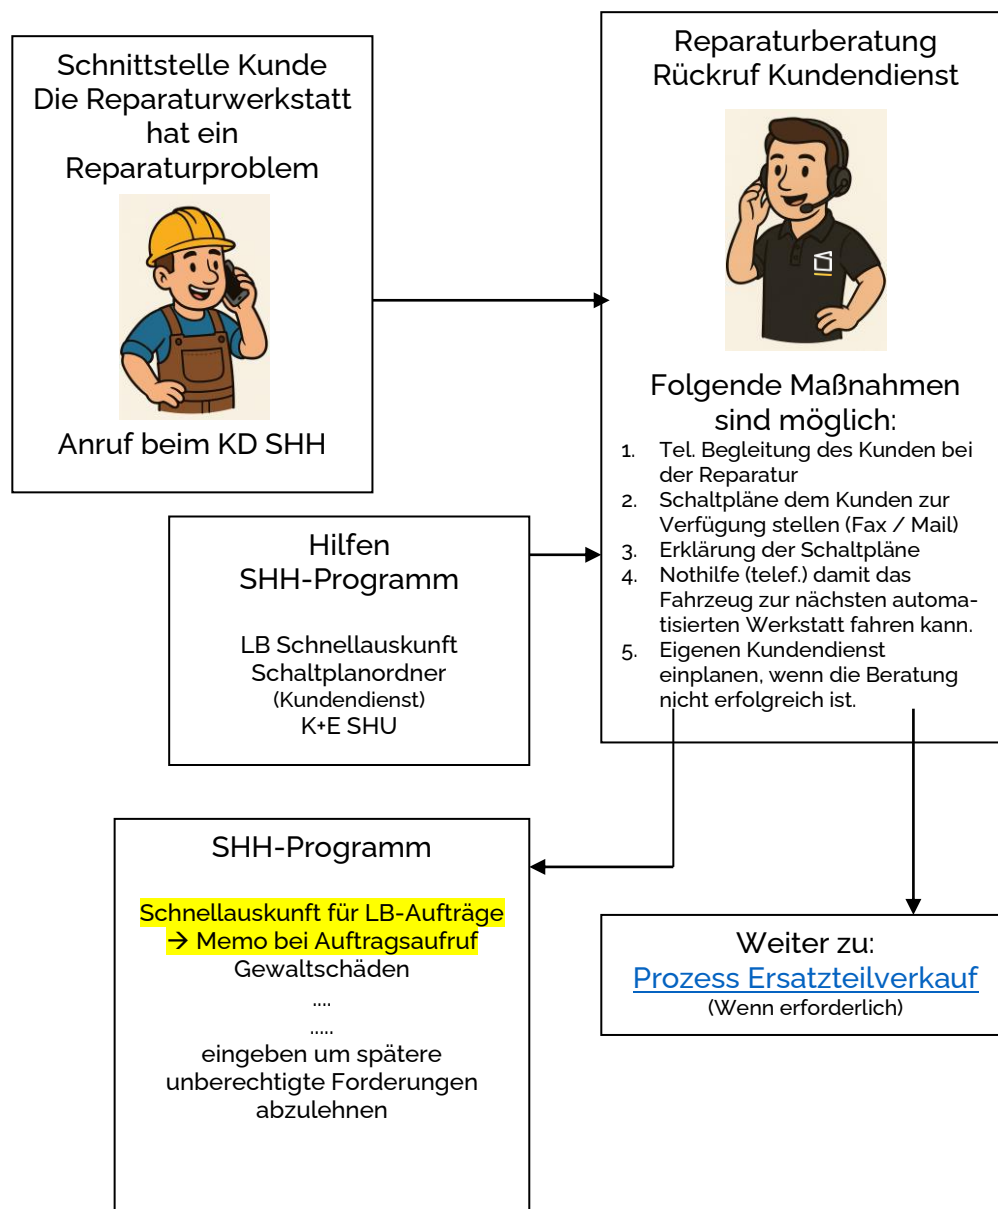 Schnittstelle Kunde
Die Reparaturwerkstatt
hat ein
Reparaturproblem
Anruf beim KD SHH
Reparaturberatung
Rückruf Kundendienst
Folgende Maßnahmen
sind möglich:
1. Tel. Begleitung des Kunden bei
der Reparatur
2. Schaltpläne dem Kunden zur
Verfügung stellen (Fax / Mail)
3. Erklärung der Schaltpläne
4. Nothilfe (telef.) damit das
Fahrzeug zur nächsten automa-
tisierten Werkstatt fahren kann.
5. Eigenen Kundendienst
einplanen, wenn die Beratung
nicht erfolgreich ist.
Hilfen
SHH-Programm
LB Schnellauskunft
Schaltplanordner
(Kundendienst)
K+E SHU
SHH-Programm
Schnellauskunft für LB-Aufträge
→ Memo bei Auftragsaufruf
Gewaltschäden
....
.....
eingeben um spätere
unberechtigte Forderungen
abzulehnen
Weiter zu:
Prozess Ersatzteilverkauf
(Wenn erforderlich)